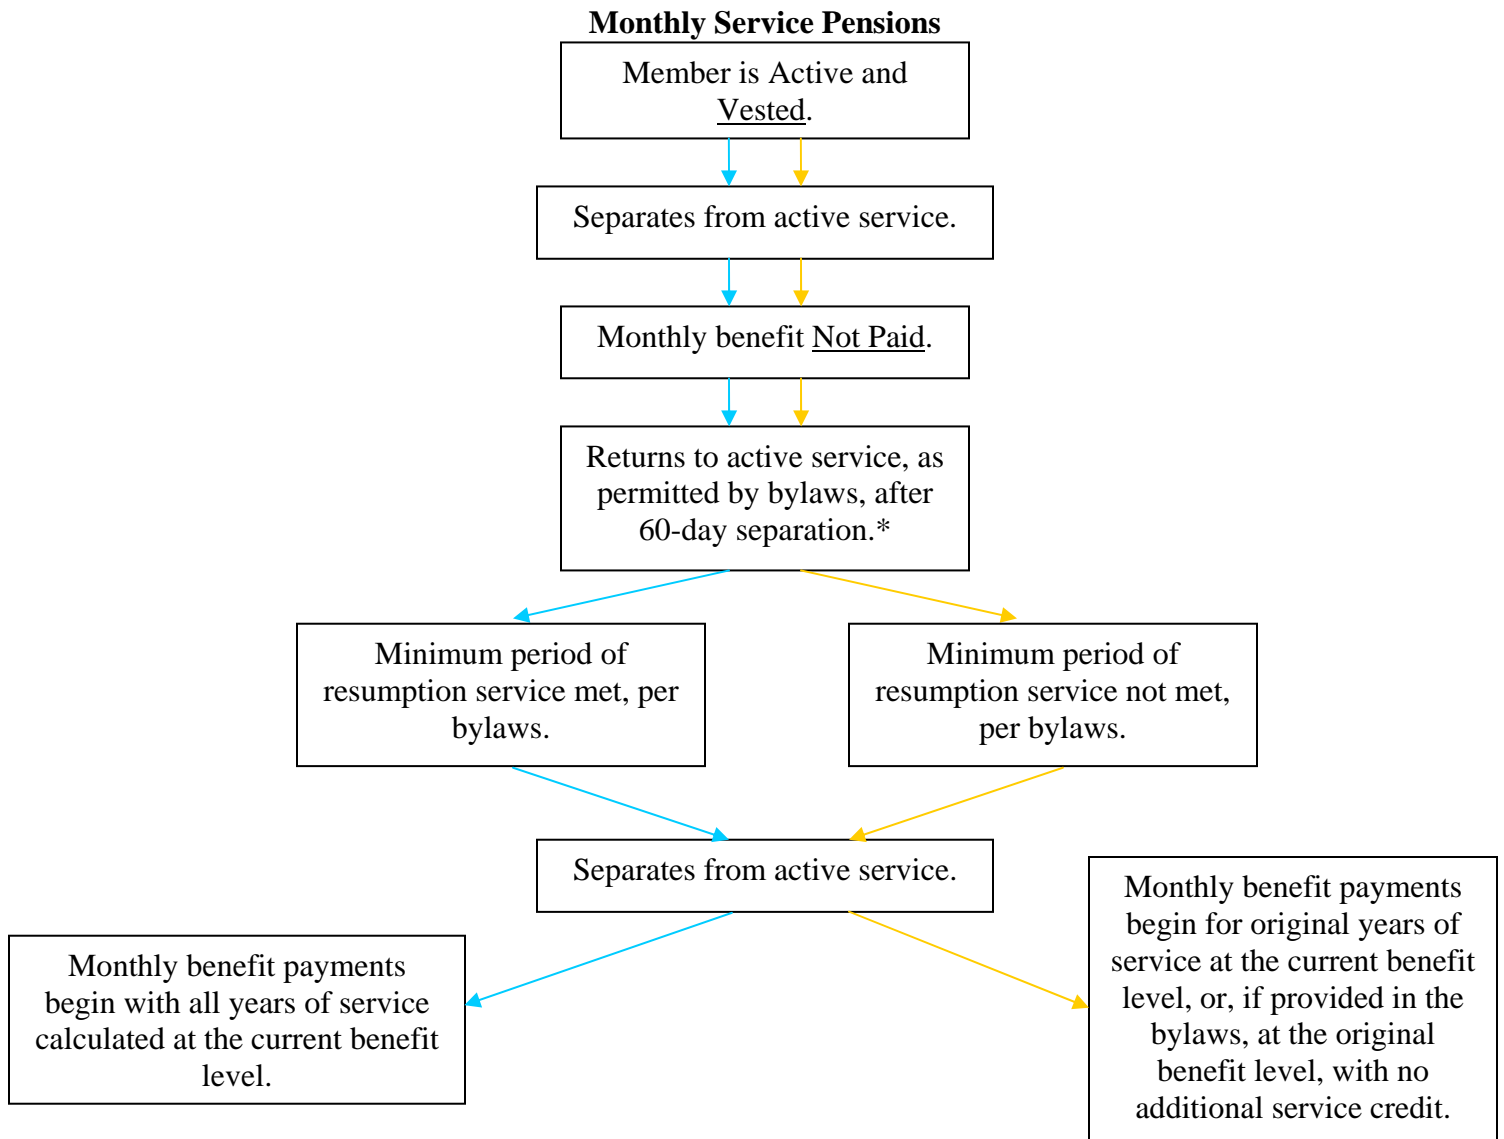 Monthly Service Pensions
Member is Active and
Vested.
Separates from active service.
Monthly benefit Not Paid.
Returns to active service, as
permitted by bylaws, after
60-day separation.*
Minimum period of
resumption service met, per
bylaws.
Minimum period of
resumption service not met,
per bylaws.
Separates from active service.
Monthly benefit payments
begin with all years of service
calculated at the current benefit
level.
Monthly benefit payments
begin for original years of
service at the current benefit
level, or, if provided in the
bylaws, at the original
benefit level, with no
additional service credit.